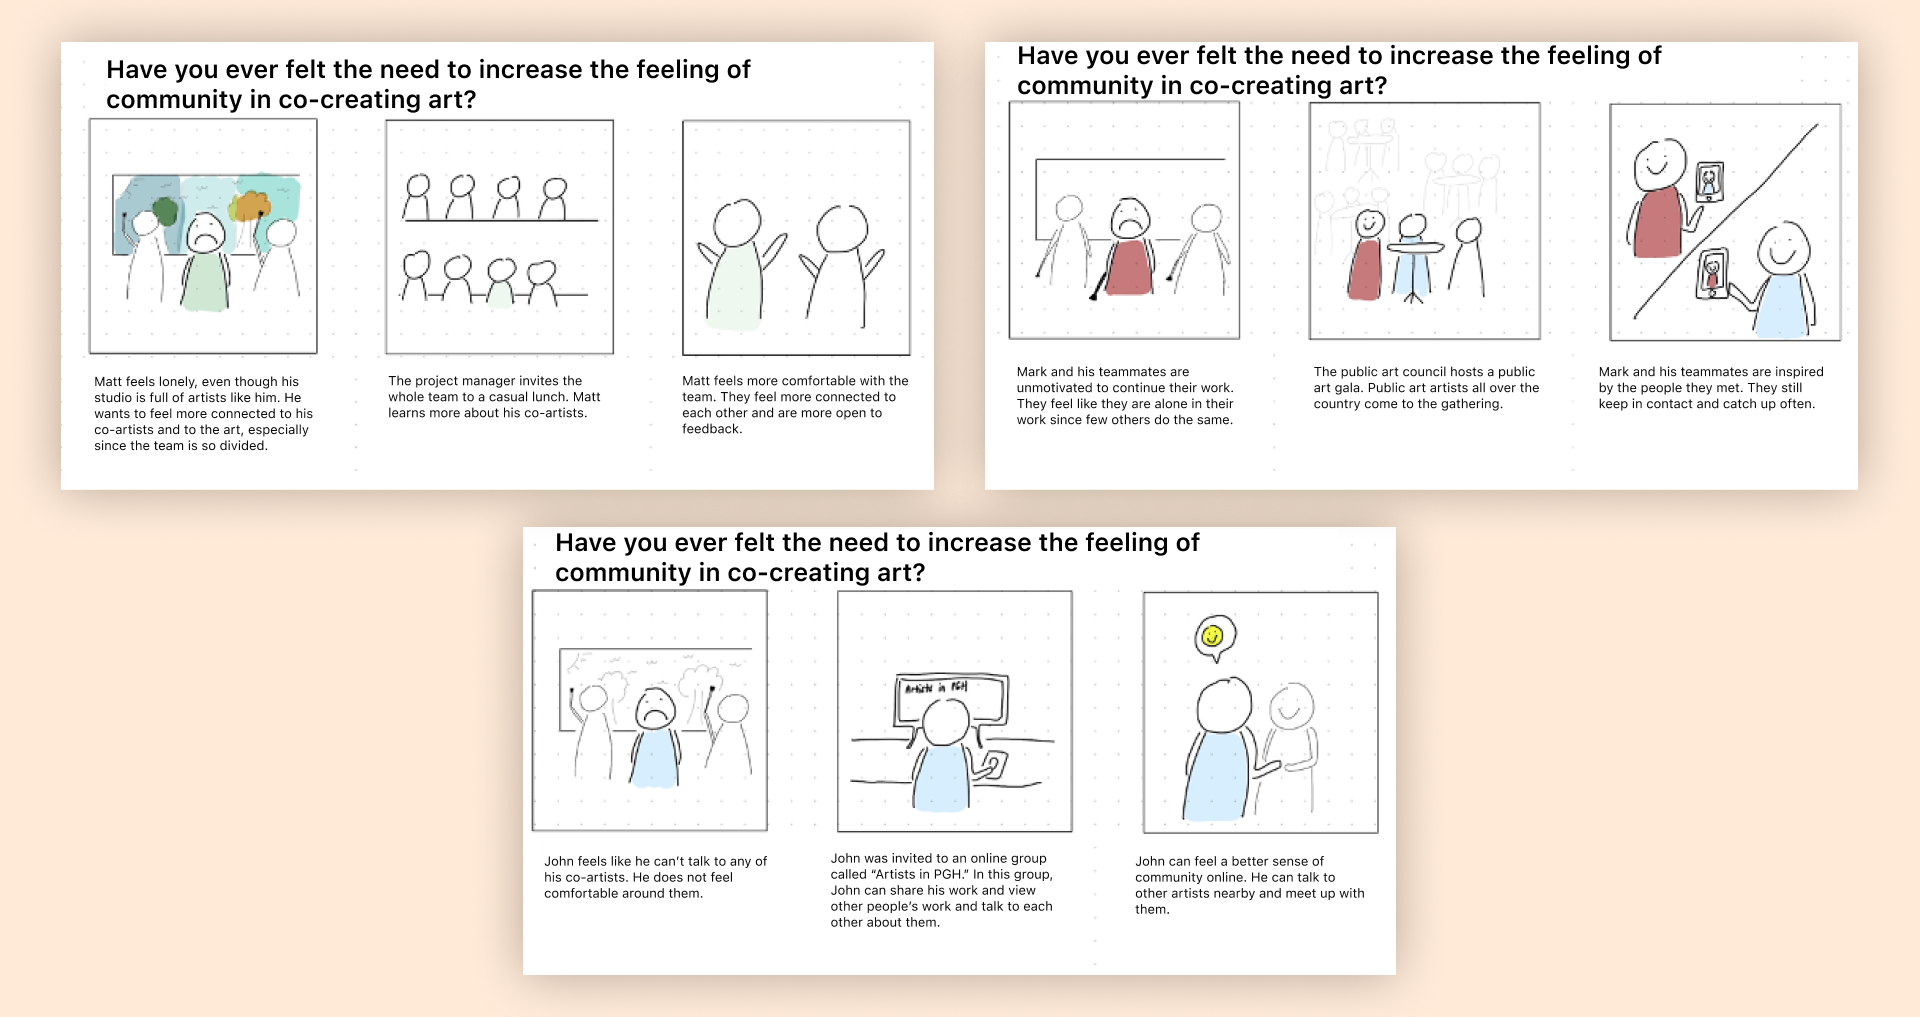 Have you ever felt the need to increase the feeling of
community in co-creating art?
Matt feels lonely, even though his
studio is full of artists like him. He
wants to feel more connected to his
co-artists and to the art, especially
since the team is so divided.
The project manager invites the
whole team to a casual lunch. Matt
learns more about his co-artists.
Matt feels more comfortable with the
team. They feel more connected to
each other and are more open to
feedback.
Have you ever felt the need to increase the feeling of
community in co-creating art?
Mark and his teammates are
unmotivated to continue their work.
They feel like they are alone in their
work since few others do the same.
The public art council hosts a public
art gala. Public art artists all over the
country come to the gathering.
Mark and his teammates are inspired
by the people they met. They still
keep in contact and catch up often.
Have you ever felt the need to increase the feeling of
community in co-creating art?
Artists in PGH
John feels like he can’t talk to any of
his co-artists. He does not feel
comfortable around them.
John was invited to an online group
called “Artists in PGH.” In this group,
John can share his work and view
other people’s work and talk to each
other about them.
John can feel a better sense of
community online. He can talk to
other artists nearby and meet up with
them.